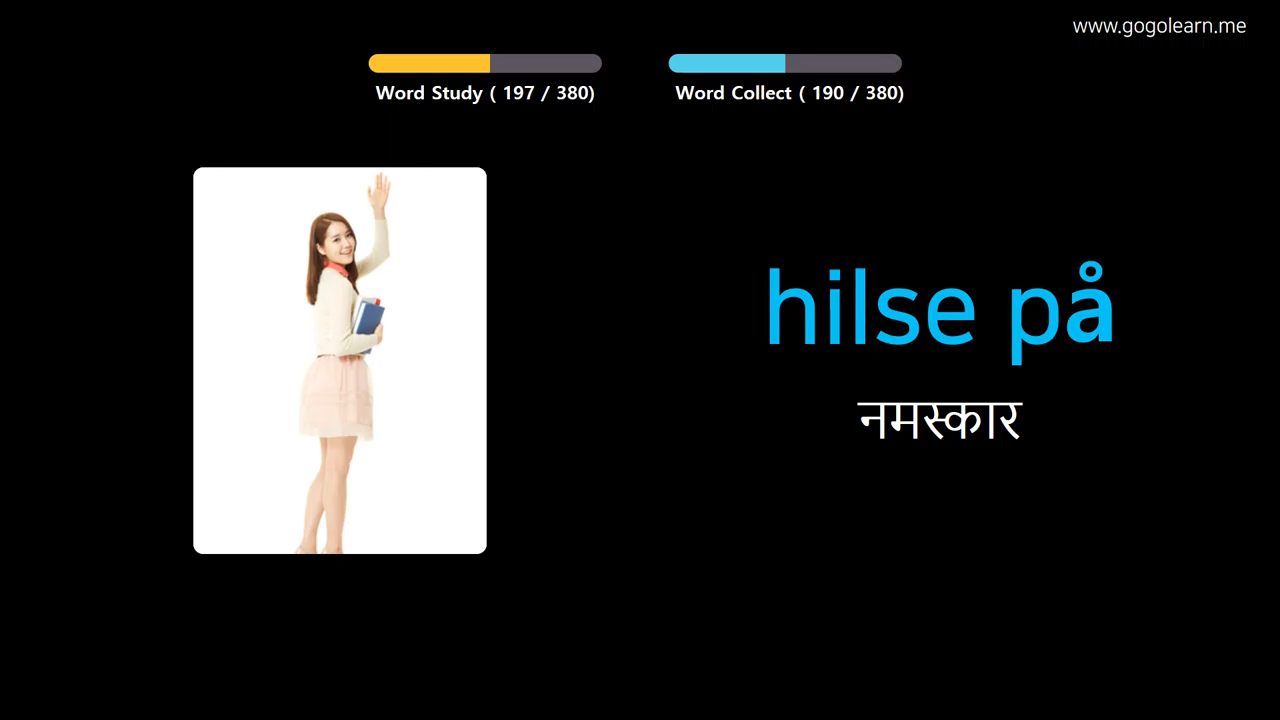 www.gogolearn.me
Word Study ( 197 / 380)
Word Collect ( 190 / 380)
hilse på
नमस्कार